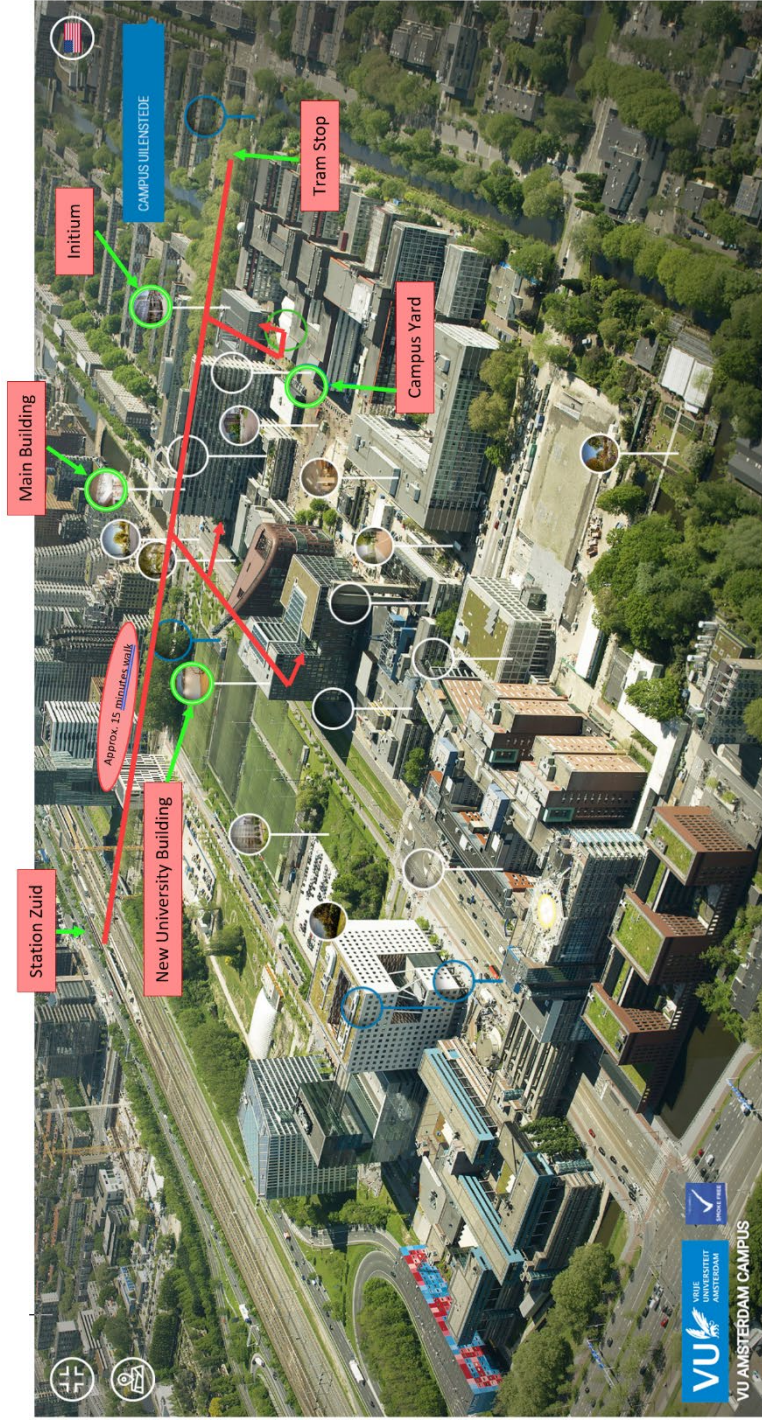 Station Zuid
Approx. 15 minutes walk
New University Building
Main Building
Initium
CAMPUS UILENSTEDE
Tram Stop
Campus Yard
VU
VRIJE
UNIVERSITEIT
AMSTERDAM
SMOKE FREE
VU AMSTERDAM CAMPUS